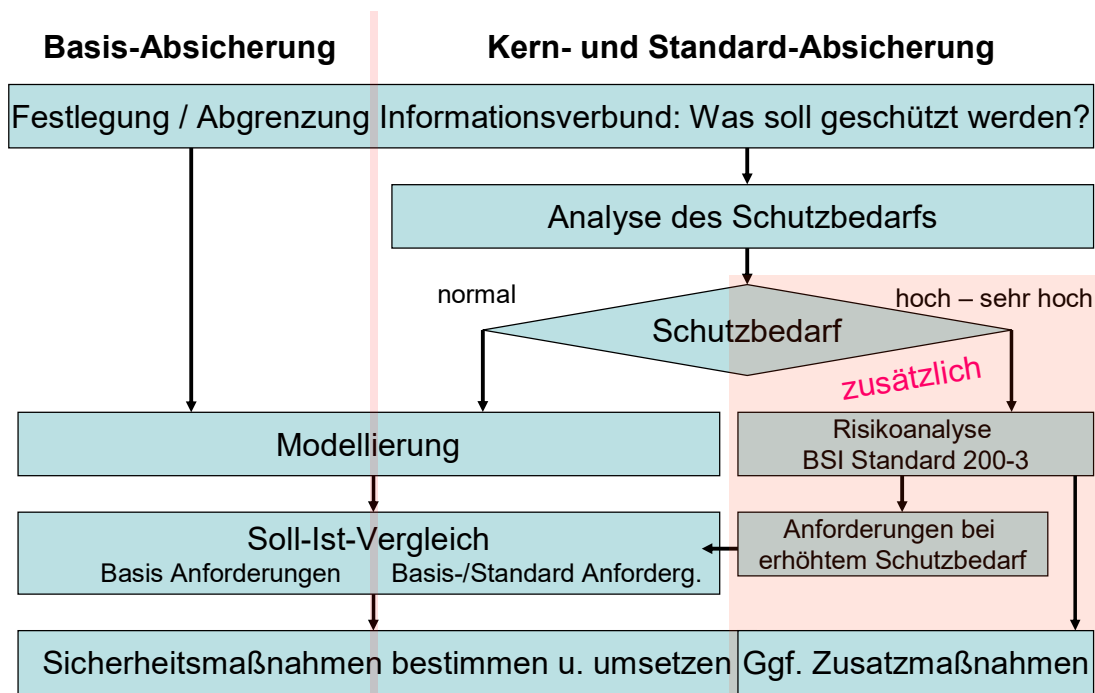 Basis-Absicherung
Kern- und Standard-Absicherung
Festlegung / Abgrenzung Informationsverbund: Was soll geschützt werden?
Analyse des Schutzbedarfs
normal
hoch – sehr hoch
Schutzbedarf
zusätzlich
Modellierung
Risikoanalyse
BSI Standard 200-3
Soll-Ist-Vergleich
Basis Anforderungen
Basis-/Standard Anforderg.
Anforderungen bei
erhöhtem Schutzbedarf
Sicherheitsmaßnahmen bestimmen u. umsetzen
Ggf. Zusatzmaßnahmen